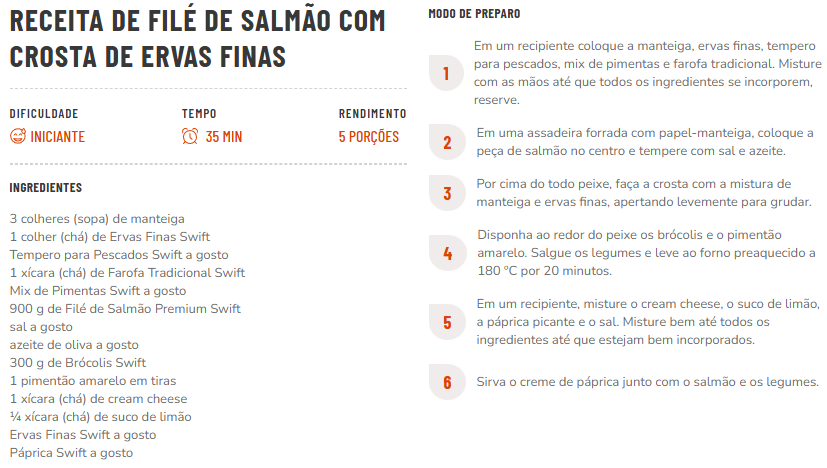 RECEITA DE FILÉ DE SALMÃO COM
CROSTA DE ERVAS FINAS
DIFICULDADE
INICIANTE
TEMPO
35 MIN
RENDIMENTO
5 PORÇÕES
INGREDIENTES
3 colheres (sopa) de manteiga
1 colher (chá) de Ervas Finas Swift
Tempero para Pescados Swift a gosto
1 xícara (chá) de Farofa Tradicional Swift
Mix de Pimentas Swift a gosto
900 g de Filé de Salmão Premium Swift
sal a gosto
azeite de oliva a gosto
300 g de Brócolis Swift
1 pimentão amarelo em tiras
1 xícara (chá) de cream cheese
¼ xícara (chá) de suco de limão
Ervas Finas Swift a gosto
Páprica Swift a gosto
MODO DE PREPARO
1
Em um recipiente coloque a manteiga, ervas finas, tempero
para pescados, mix de pimentas e farofa tradicional. Misture
com as mãos até que todos os ingredientes se incorporem,
reserve.
2
Em uma assadeira forrada com papel-manteiga, coloque a
peça de salmão no centro e tempere com sal e azeite.
3
Por cima do todo peixe, faça a crosta com a mistura de
manteiga e ervas finas, apertando levemente para grudar.
4
Disponha ao redor do peixe os brócolis e o pimentão
amarelo. Salgue os legumes e leve ao forno preaquecido a
180 °C por 20 minutos.
5
Em um recipiente, misture o cream cheese, o suco de limão,
a páprica picante e o sal. Misture bem até todos os
ingredientes até que estejam bem incorporados.
6
Sirva o creme de páprica junto com o salmão e os legumes.